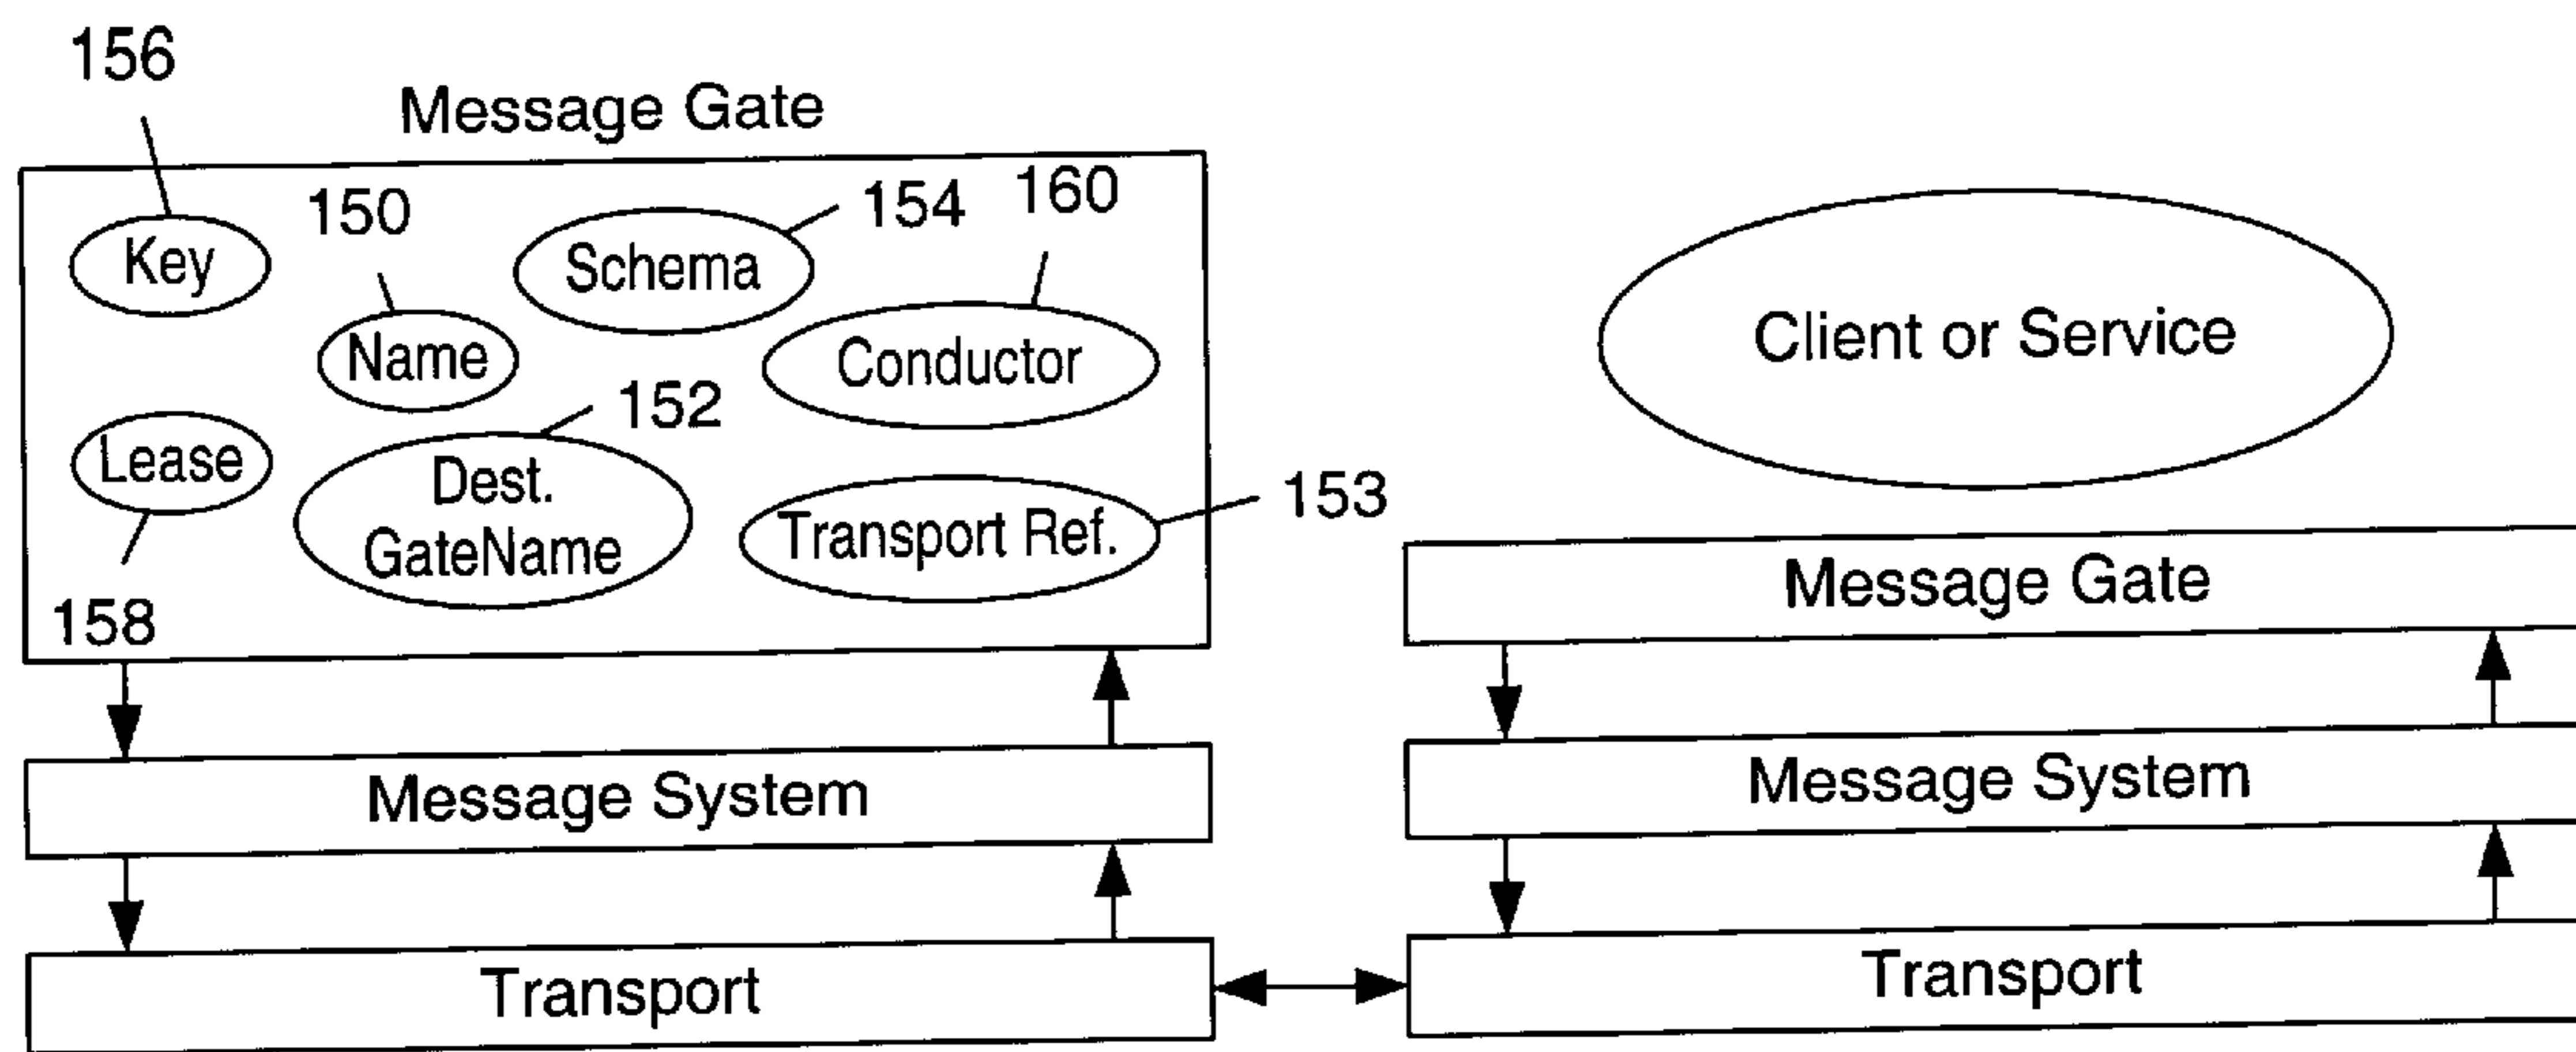 156
Message Gate
150
154
160
Key
Schema
Name
Conductor
Client or Service
152
Lease
Dest.
GateName
Transport Ref.
153
158
Message Gate
Message System
Message System
Transport
Transport